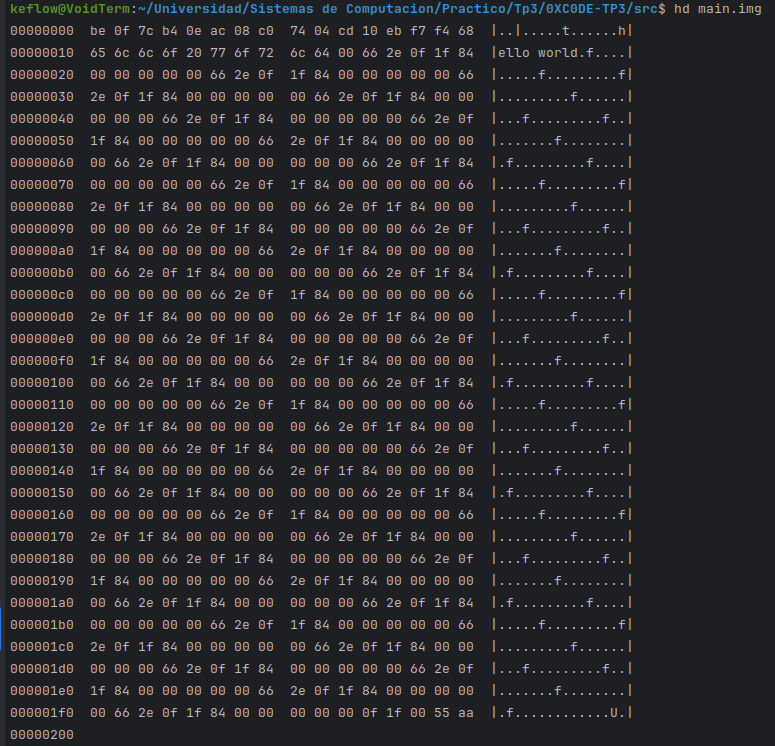 keflow@VoidTerm:~/Universidad/Sistemas de Computacion/Practico/Tp3/0XC0DE-TP3/src$ hd main.img
00000000  be 0f 7c b4 0e ac 08 c0  74 04 cd 10 eb f7 f4 68  |..|.....t......h|
00000010  65 6c 6c 6f 20 77 6f 72  6c 64 00 66 2e 0f 1f 84  |ello world.f....|
00000020  00 00 00 00 00 66 2e 0f  1f 84 00 00 00 00 00 66  |.....f.........f|
00000030  2e 0f 1f 84 00 00 00 00  00 66 2e 0f 1f 84 00 00  |.........f......|
00000040  00 00 00 66 2e 0f 1f 84  00 00 00 00 00 66 2e 0f  |...f.........f..|
00000050  1f 84 00 00 00 00 00 66  2e 0f 1f 84 00 00 00 00  |.......f........|
00000060  00 66 2e 0f 1f 84 00 00  00 00 00 66 2e 0f 1f 84  |.f.........f....|
00000070  00 00 00 00 00 66 2e 0f  1f 84 00 00 00 00 00 66  |.....f.........f|
00000080  2e 0f 1f 84 00 00 00 00  00 66 2e 0f 1f 84 00 00  |.........f......|
00000090  00 00 00 66 2e 0f 1f 84  00 00 00 00 00 66 2e 0f  |...f.........f..|
000000a0  1f 84 00 00 00 00 00 66  2e 0f 1f 84 00 00 00 00  |.......f........|
000000b0  00 66 2e 0f 1f 84 00 00  00 00 00 66 2e 0f 1f 84  |.f.........f....|
000000c0  00 00 00 00 00 66 2e 0f  1f 84 00 00 00 00 00 66  |.....f.........f|
000000d0  2e 0f 1f 84 00 00 00 00  00 66 2e 0f 1f 84 00 00  |.........f......|
000000e0  00 00 00 66 2e 0f 1f 84  00 00 00 00 00 66 2e 0f  |...f.........f..|
000000f0  1f 84 00 00 00 00 00 66  2e 0f 1f 84 00 00 00 00  |.......f........|
00000100  00 66 2e 0f 1f 84 00 00  00 00 00 66 2e 0f 1f 84  |.f.........f....|
00000110  00 00 00 00 00 66 2e 0f  1f 84 00 00 00 00 00 66  |.....f.........f|
00000120  2e 0f 1f 84 00 00 00 00  00 66 2e 0f 1f 84 00 00  |.........f......|
00000130  00 00 00 66 2e 0f 1f 84  00 00 00 00 00 66 2e 0f  |...f.........f..|
00000140  1f 84 00 00 00 00 00 66  2e 0f 1f 84 00 00 00 00  |.......f........|
00000150  00 66 2e 0f 1f 84 00 00  00 00 00 66 2e 0f 1f 84  |.f.........f....|
00000160  00 00 00 00 00 66 2e 0f  1f 84 00 00 00 00 00 66  |.....f.........f|
00000170  2e 0f 1f 84 00 00 00 00  00 66 2e 0f 1f 84 00 00  |.........f......|
00000180  00 00 00 66 2e 0f 1f 84  00 00 00 00 00 66 2e 0f  |...f.........f..|
00000190  1f 84 00 00 00 00 00 66  2e 0f 1f 84 00 00 00 00  |.......f........|
000001a0  00 66 2e 0f 1f 84 00 00  00 00 00 66 2e 0f 1f 84  |.f.........f....|
000001b0  00 00 00 00 00 66 2e 0f  1f 84 00 00 00 00 00 66  |.....f.........f|
000001c0  2e 0f 1f 84 00 00 00 00  00 66 2e 0f 1f 84 00 00  |.........f......|
000001d0  00 00 00 66 2e 0f 1f 84  00 00 00 00 00 66 2e 0f  |...f.........f..|
000001e0  1f 84 00 00 00 00 00 66  2e 0f 1f 84 00 00 00 00  |.......f........|
000001f0  00 66 2e 0f 1f 84 00 00  00 00 00 0f 1f 00 55 aa  |.f............U.|
00000200